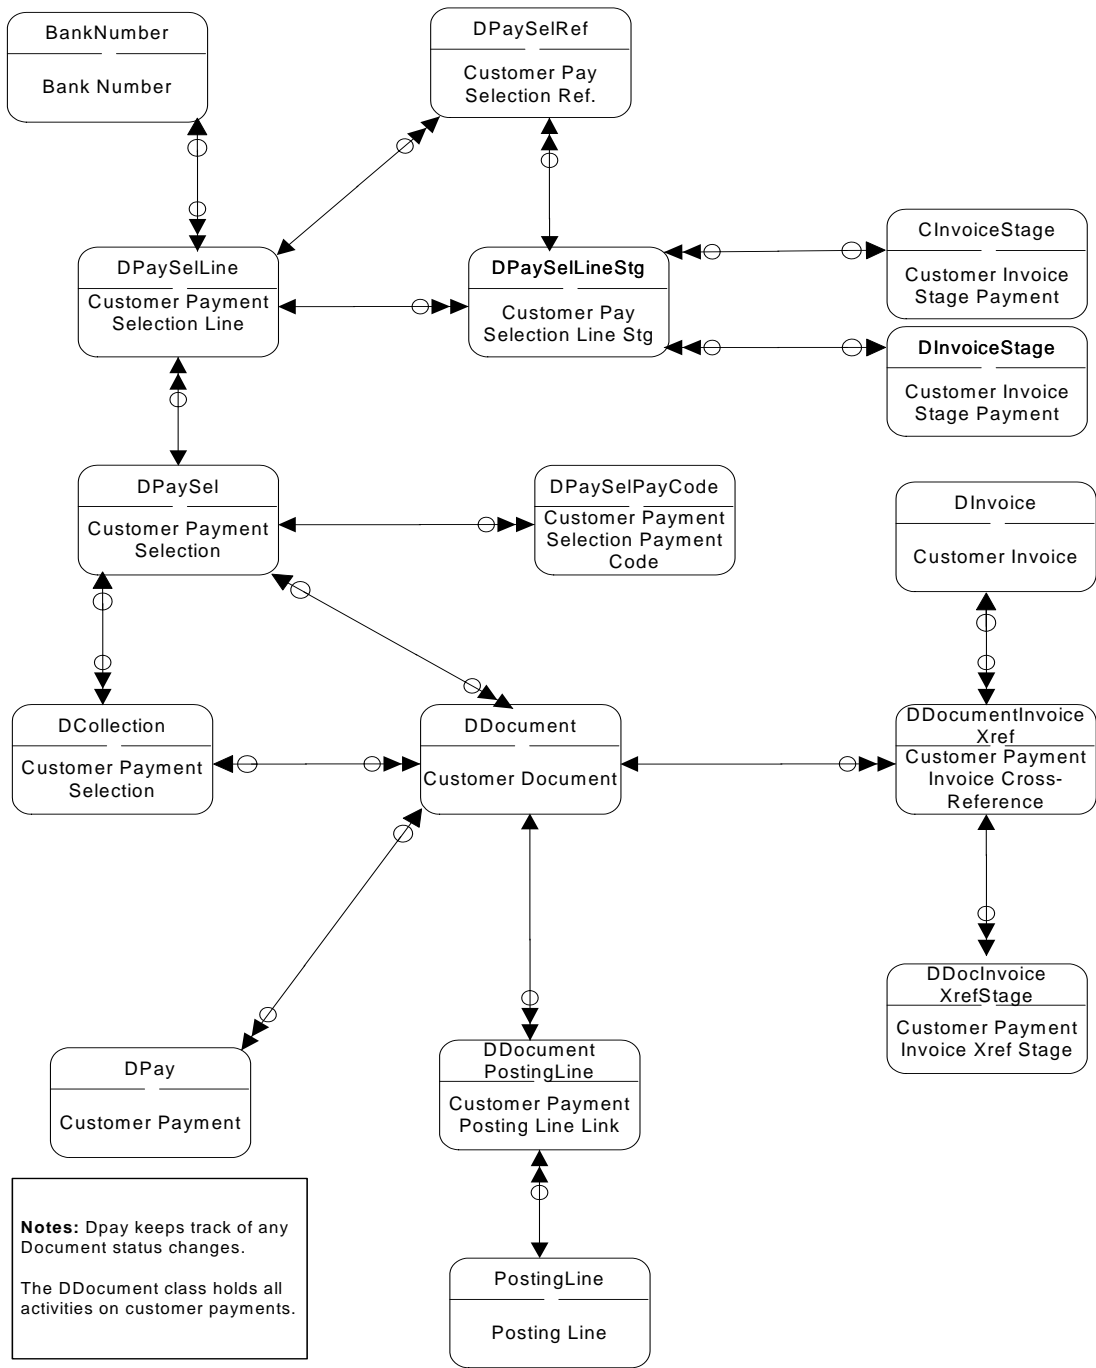 BankNumber
Bank Number
DPaySelRef
Customer Pay
Selection Ref.
DPaySelLine
Customer Payment
Selection Line
DPaySelLineStg
Customer Pay
Selection Line Stg
CInvoiceStage
Customer Invoice
Stage Payment
DInvoiceStage
Customer Invoice
Stage Payment
DPaySel
Customer Payment
Selection
DPaySelPayCode
Customer Payment
Selection Payment
Code
DInvoice
Customer Invoice
DCollection
Customer Payment
Selection
DDocument
Customer Document
DDocumentInvoice
Xref
Customer Payment
Invoice Cross-
Reference
DDocInvoice
XrefStage
Customer Payment
Invoice Xref Stage
DPay
Customer Payment
DDocument
PostingLine
Customer Payment
Posting Line Link
Notes: Dpay keeps track of any
Document status changes.
The DDocument class holds all
activities on customer payments.
PostingLine
Posting Line